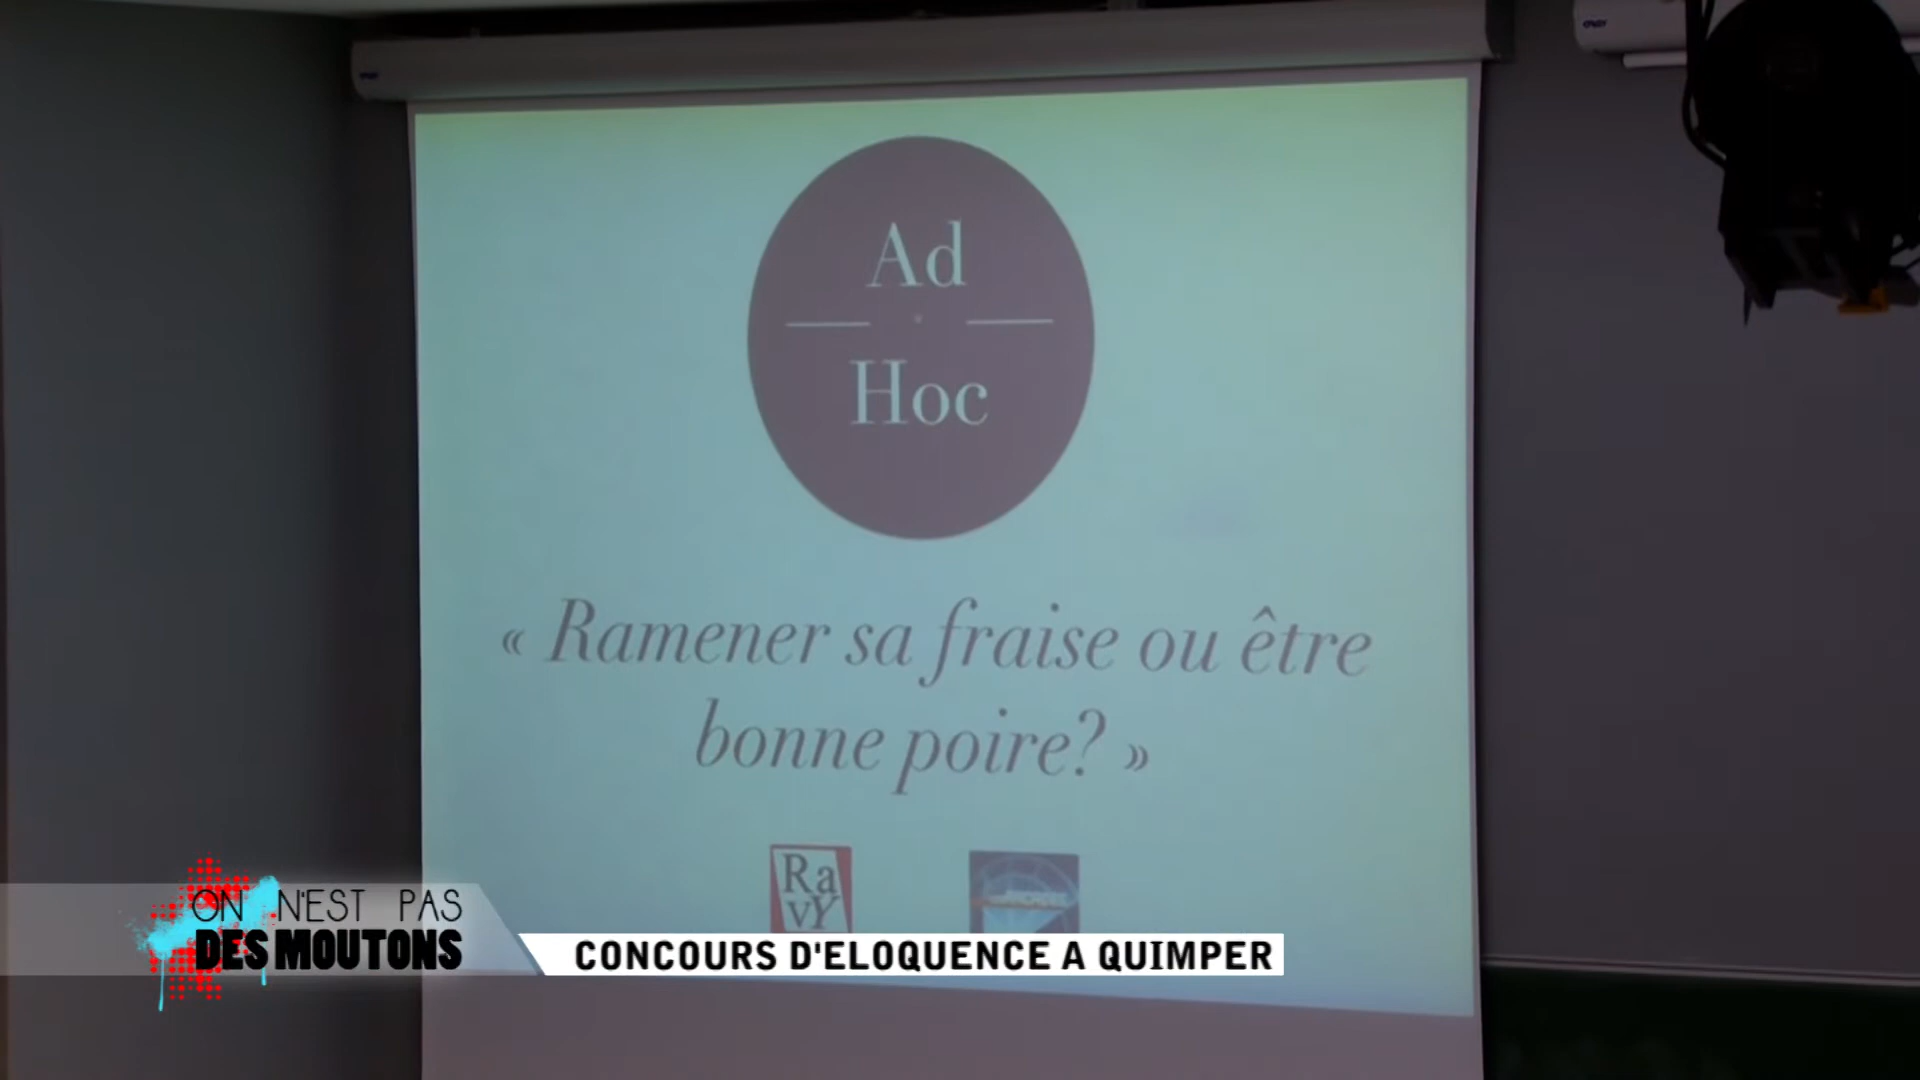 Ad
Hoc
« Ramener sa fraise ou être
bonne poire? »
Ra
vY
ON N'EST PAS
DES MOUTONS
CONCOURS D'ELOQUENCE A QUIMPER